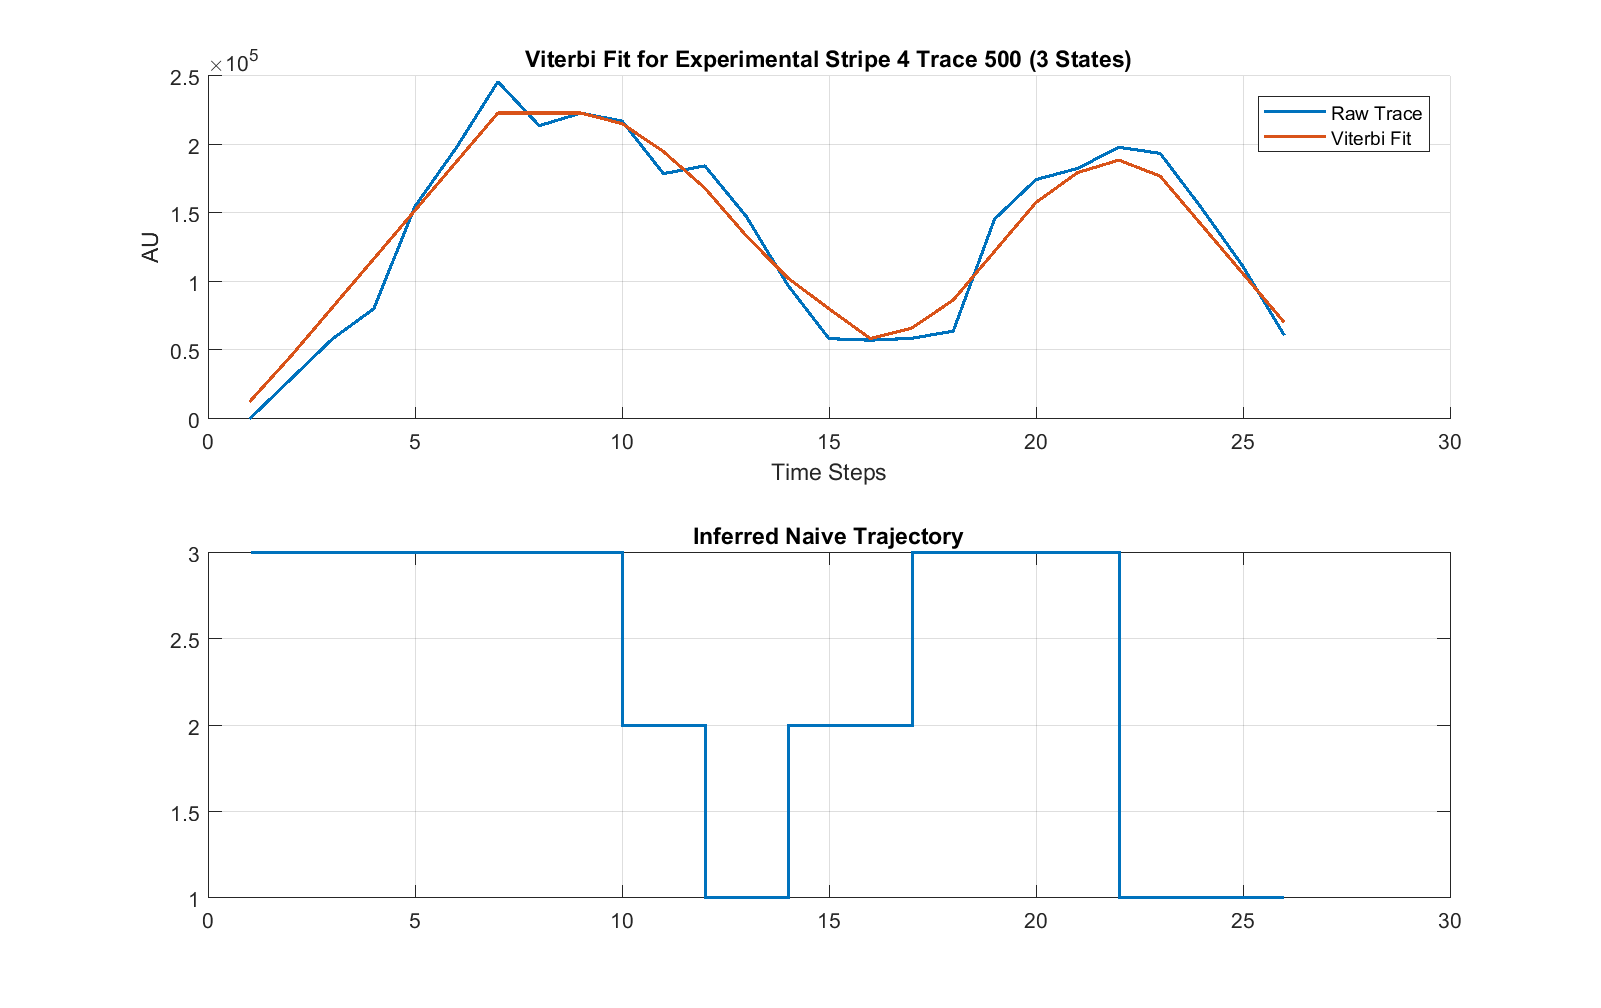 Viterbi Fit for Experimental Stripe 4 Trace 500 (3 States)
×10⁵
2.5
2
1.5
1
0.5
0
AU
Raw Trace
Viterbi Fit
0 5 10 15 20 25 30
Time Steps
Inferred Naive Trajectory
3
2.5
2
1.5
1
0 5 10 15 20 25 30